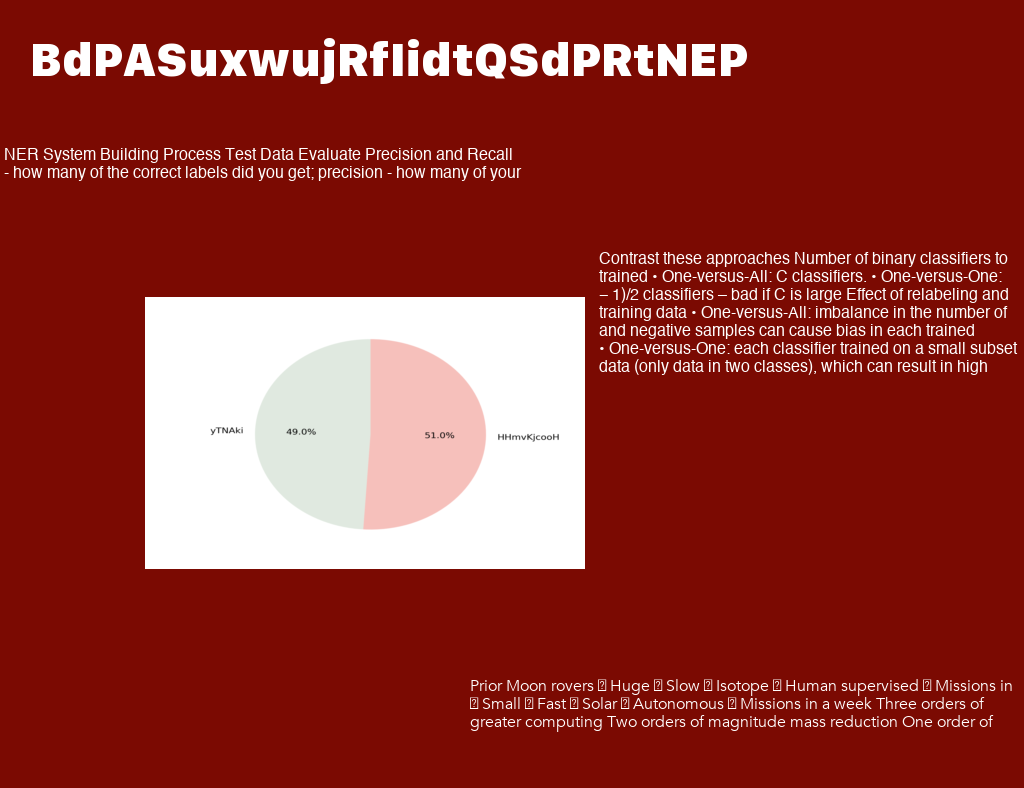 BdPASuxwujRfIidtQSdPRtNEP
NER System Building Process Test Data Evaluate Precision and Recall
- how many of the correct labels did you get; precision - how many of your
Contrast these approaches Number of binary classifiers to
trained • One-versus-All: C classifiers. • One-versus-One:
– 1)/2 classifiers – bad if C is large Effect of relabeling and
training data • One-versus-All: imbalance in the number of
and negative samples can cause bias in each trained
• One-versus-One: each classifier trained on a small subset
data (only data in two classes), which can result in high
yTNAki
49.0%
51.0%
HHmvKjcooH
Prior Moon rovers  Huge  Slow  Isotope  Human supervised  Missions in
 Small  Fast  Solar  Autonomous  Missions in a week Three orders of
greater computing Two orders of magnitude mass reduction One order of